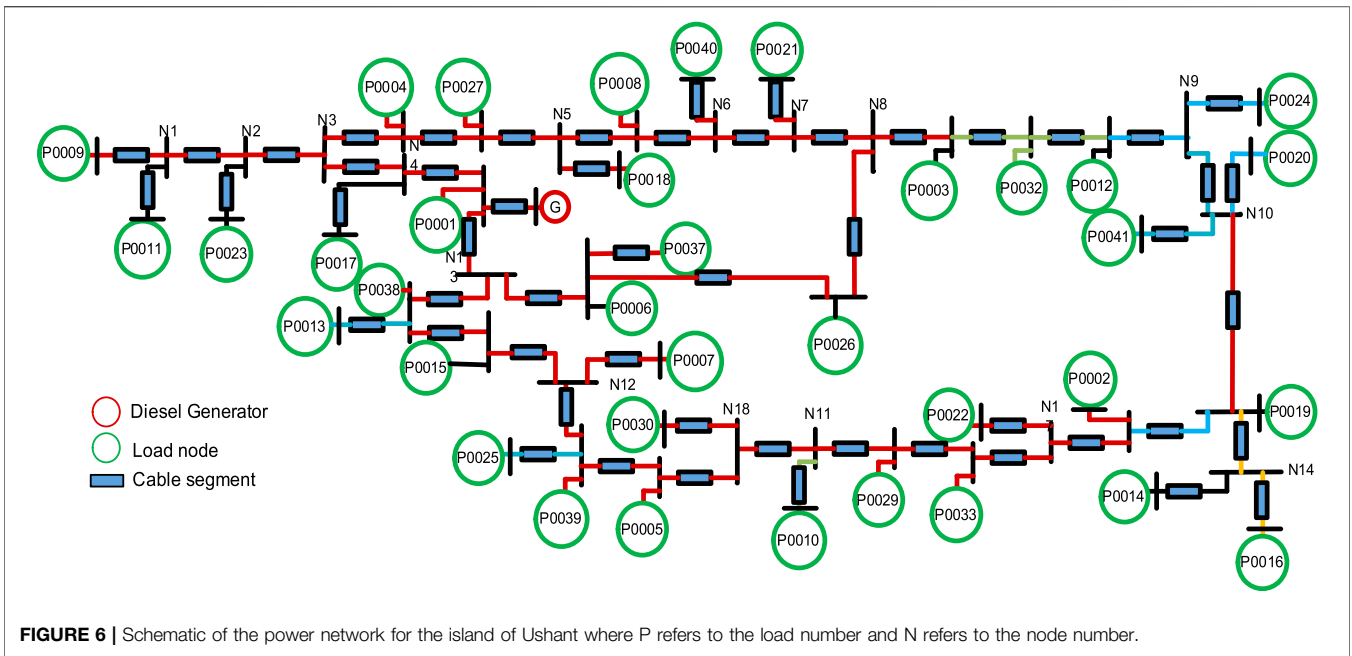 P0040
P0021
P0004
P0027
P0008
N9
P0024
N3
N5
N6
N7
N8
N1
N2
N
4
P0009
P0020
P0018
P0003
P0032
P0012
P0001
G
P0041
N10
P0011
P0023
P0017
N1
3
P0037
P0038
P0006
P0013
P0026
P0015
P0007
N12
P0002
Diesel Generator
P0030
N18
N11
P0022
N1
P0019
Load node
P0025
Cable segment
N14
P0014
P0039
P0005
P0029
P0033
P0010
P0016
FIGURE 6 | Schematic of the power network for the island of Ushant where P refers to the load number and N refers to the node number.